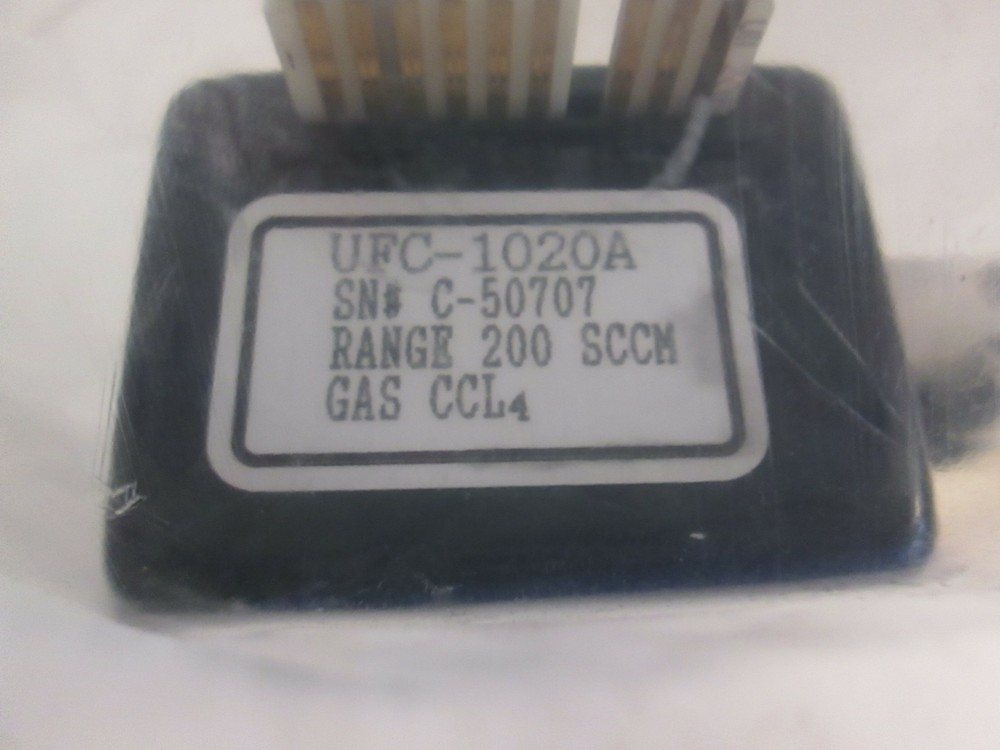 UFC-1020A
SN# C-50707
RANGE 200 SCCM
GAS CCL4